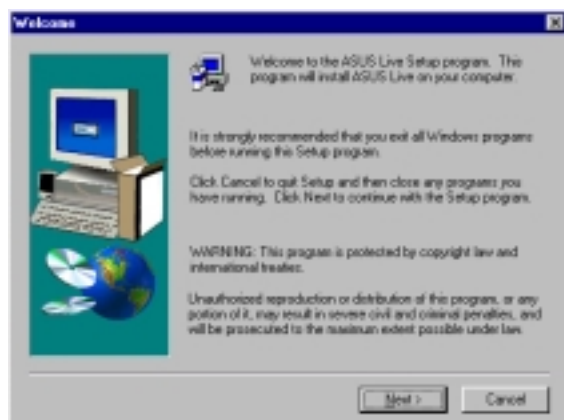 Welcome
Welcome to the ASUS Live Setup program. This
program will install ASUS Live on your computer.
It is strongly recommended that you exit all Windows programs
before running this Setup program.
Click Cancel to quit Setup and then close any programs you
have running. Click Next to continue with the Setup program.
WARNING: This program is protected by copyright law and
international treaties.
Unauthorized reproduction or distribution of this program, or any
portion of it, may result in severe civil and criminal penalties, and
will be prosecuted to the maximum extent possible under law.
Next >
Cancel